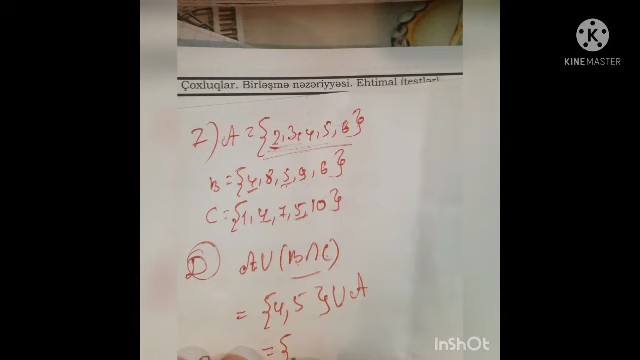 K
KINEMASTER
Çoxluqlar. Birləşmə nəzəriyyəsi. Ehtimal (testlər)
7) A = {2,3,4,5,6}
B = {4,8,5,9,6}
C = {1,4,7,5,10}
D A U (B∩C)
= {4,5} U A
= {
InShOt